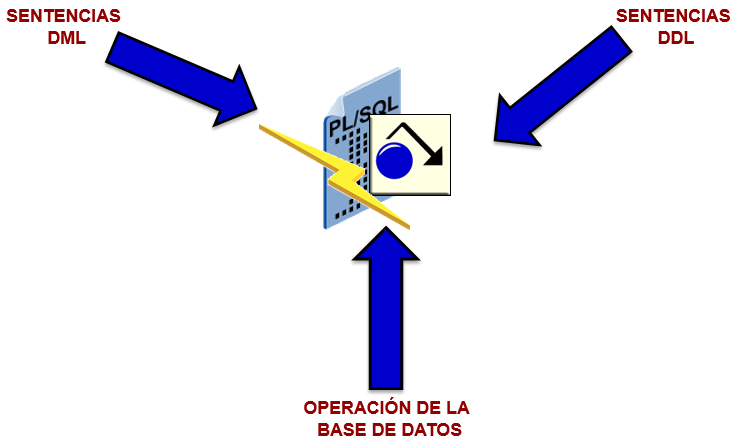 SENTENCIAS
DML
SENTENCIAS
DDL
PL/SQL
OPERACIÓN DE LA
BASE DE DATOS